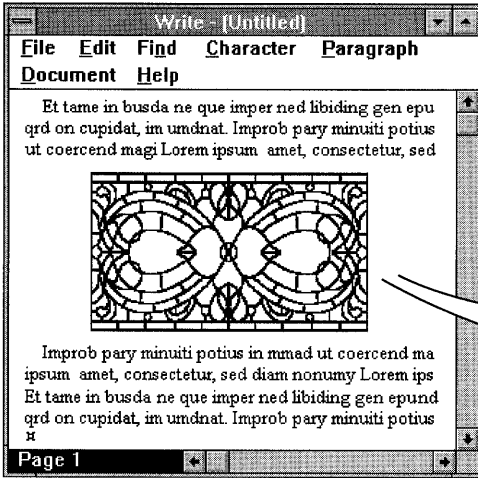 Write - [Untitled]
File Edit Find Character Paragraph
Document Help
Et tame in busda ne que imper ned libiding gen epu
qrd on cupidat, im umdnat. Improb pary minuiti potius
ut coercend magi Lorem ipsum amet, consectetur, sed
Improb pary minuiti potius in mmad ut coercend ma
ipsum amet, consectetur, sed diam nonumy Lorem ips
Et tame in busda ne que imper ned libiding gen epund
qrd on cupidat, im umdnat. Improb pary minuiti potius
¤
Page 1